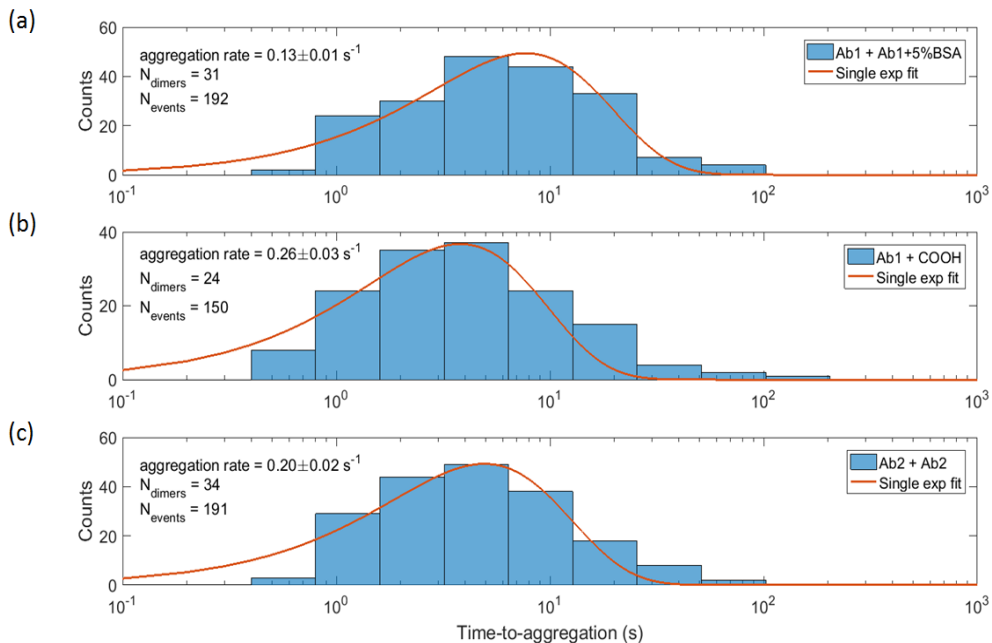 (a)
60
40
20
0
Counts
aggregation rate = 0.13±0.01 s-1
Ndimers = 31
Nevents = 192
Ab1 + Ab1+5%BSA
Single exp fit
10-1
100
101
102
103
(b)
40
20
0
Counts
aggregation rate = 0.26±0.03 s-1
Ndimers = 24
Nevents = 150
Ab1 + COOH
Single exp fit
10-1
100
101
102
103
(c)
60
40
20
0
Counts
aggregation rate = 0.20±0.02 s-1
Ndimers = 34
Nevents = 191
Ab2 + Ab2
Single exp fit
10-1
100
101
102
103
Time-to-aggregation (s)